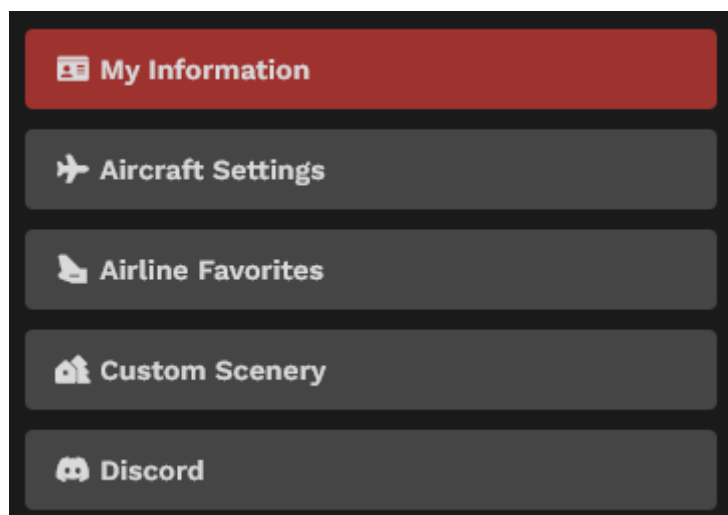 My Information
Aircraft Settings
Airline Favorites
Custom Scenery
Discord